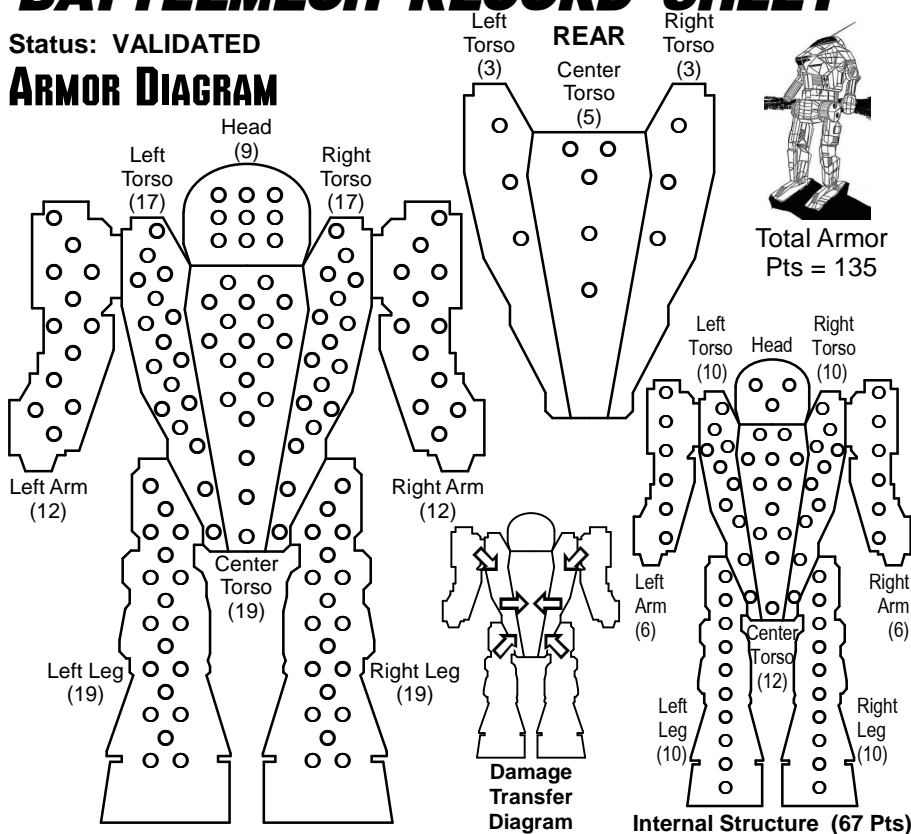 BATTLEMECH RECORD SHEET
Status: VALIDATED
ARMOR DIAGRAM
Head
(9)
Left
Torso
(17)
Right
Torso
(17)
Left Arm
(12)
Right Arm
(12)
Center
Torso
(19)
Left Leg
(19)
Right Leg
(19)
REAR
Left
Torso
(3)
Center
Torso
(5)
Right
Torso
(3)
Total Armor
Pts = 135
Damage
Transfer
Diagram
Left
Torso
(10)
Head
Right
Torso
(10)
Left
Arm
(6)
Right
Arm
(6)
Center
Torso
(12)
Left
Leg
(10)
Right
Leg
(10)
Internal Structure (67 Pts)